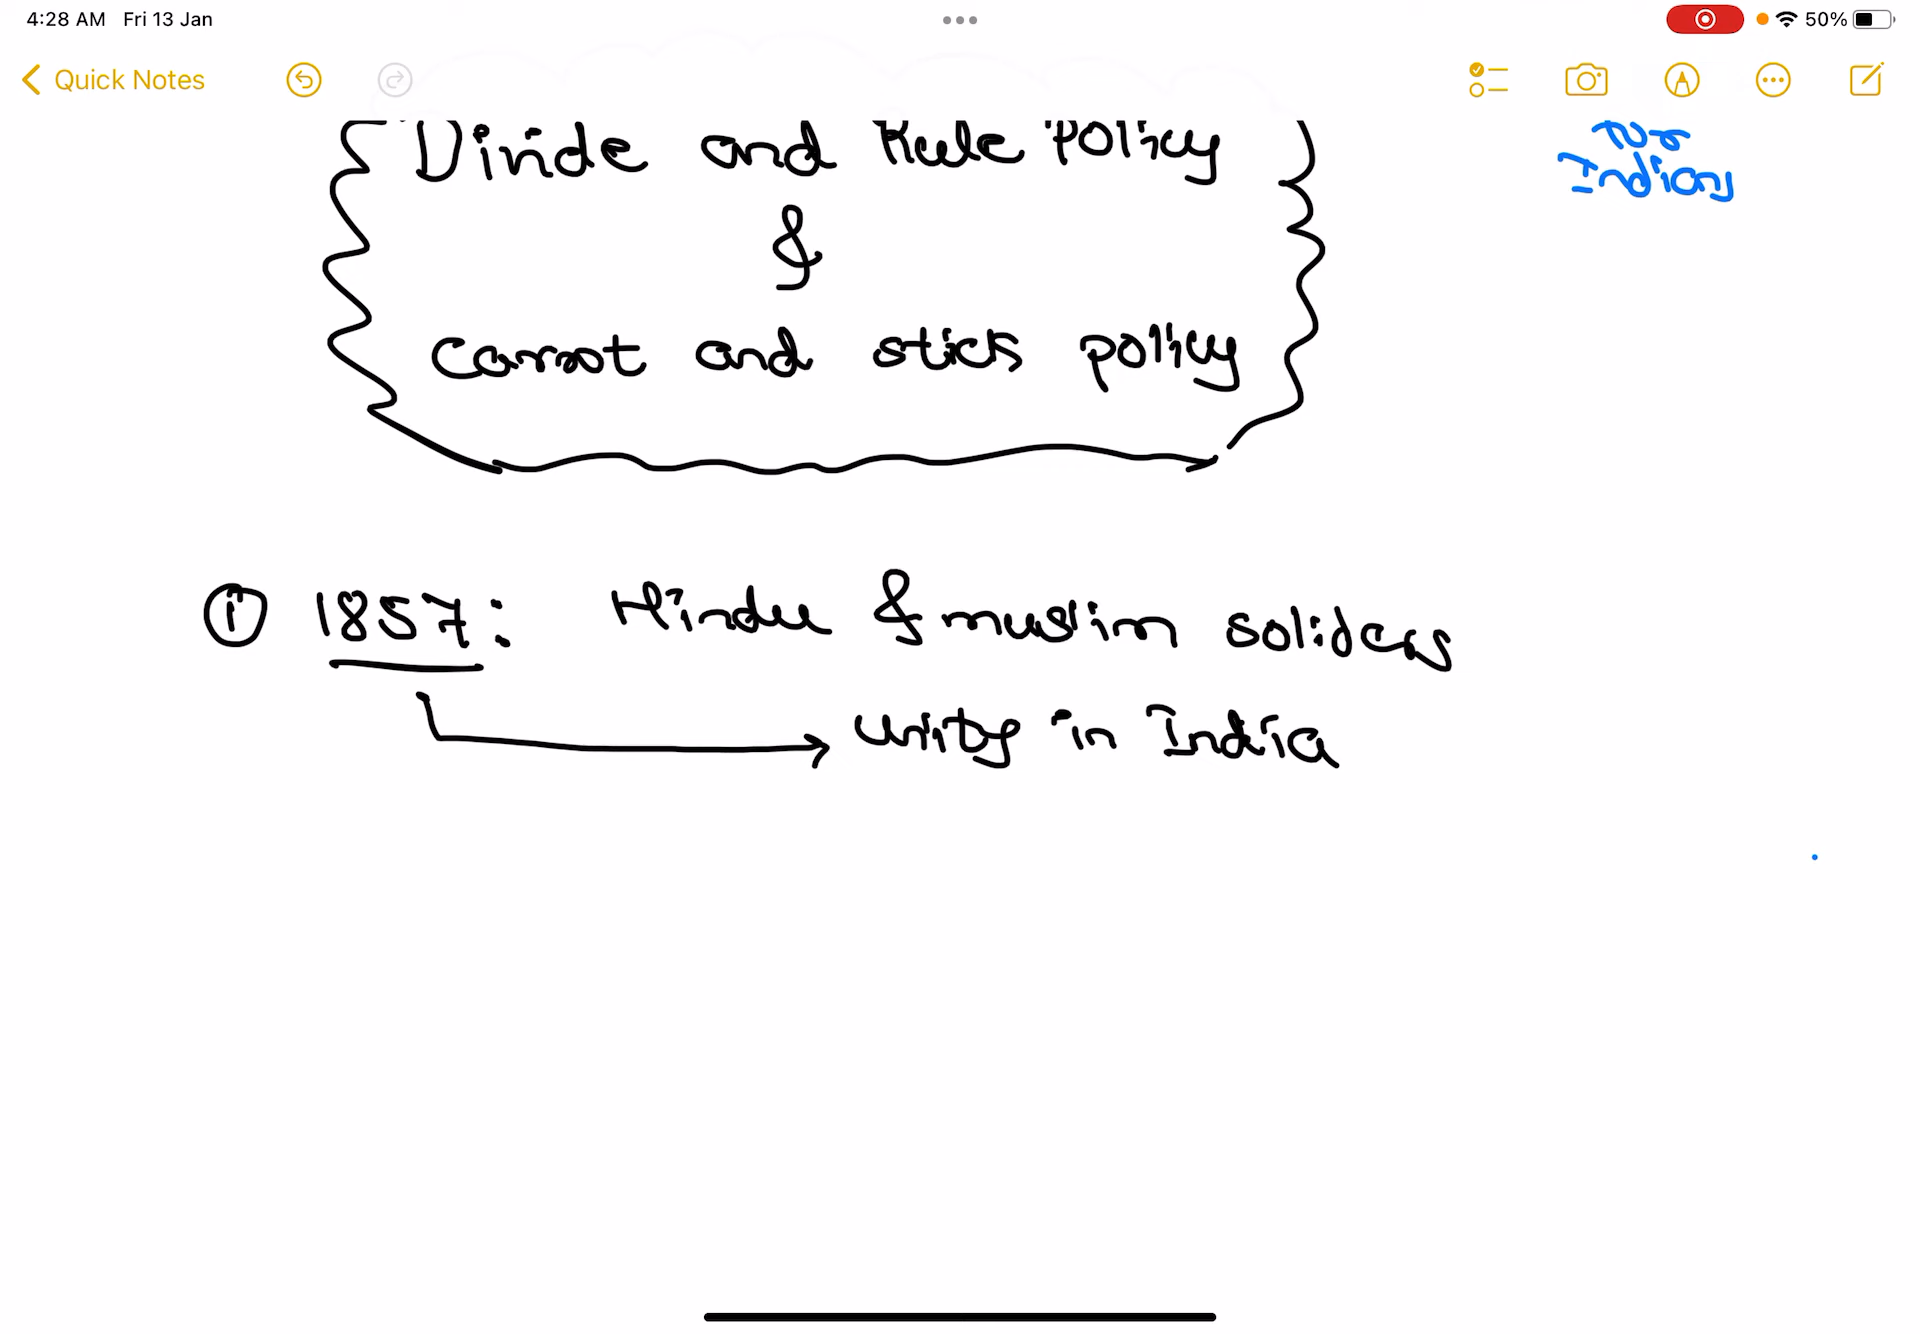 4:28 AM Fri 13 Jan
50%
Quick Notes
Divide and Rule Policy
&
Carrot and stick policy
Indians
① 1857: Hindu & muslim soliders
unity in India